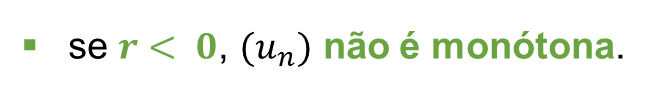 ▪ se r < 0, (uₙ) não é monótona.